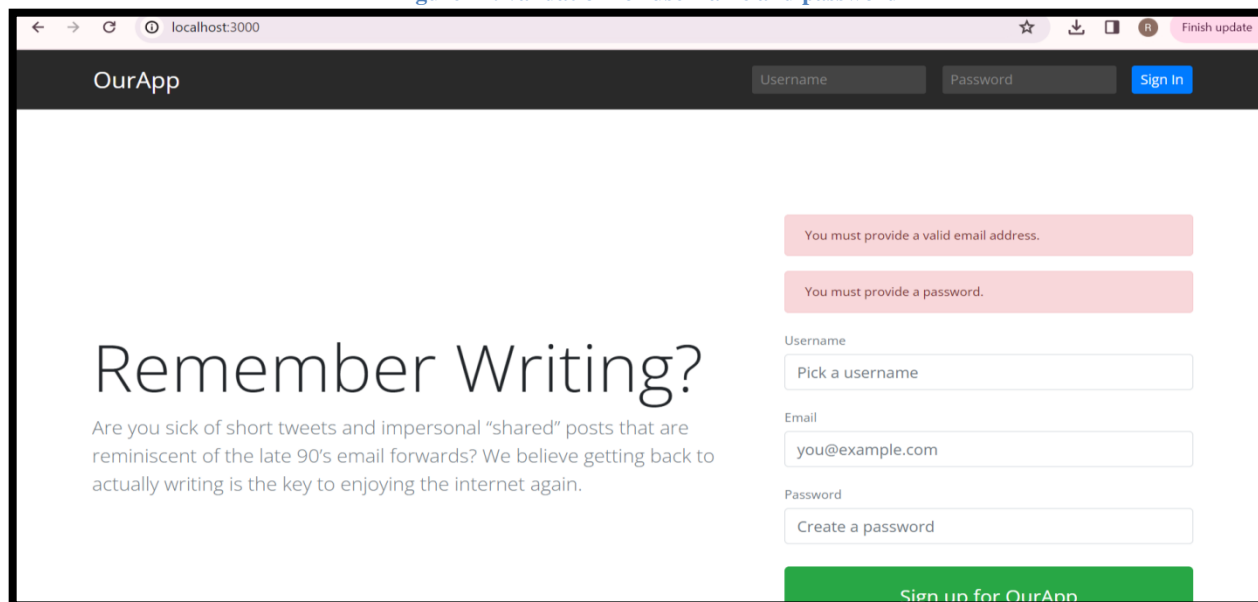 localhost:3000
R
Finish update
OurApp
Username
Password
Sign In
You must provide a valid email address.
You must provide a password.
Remember Writing?
Are you sick of short tweets and impersonal “shared” posts that are
reminiscent of the late 90’s email forwards? We believe getting back to
actually writing is the key to enjoying the internet again.
Username
Pick a username
Email
you@example.com
Password
Create a password
Sign up for OurApp